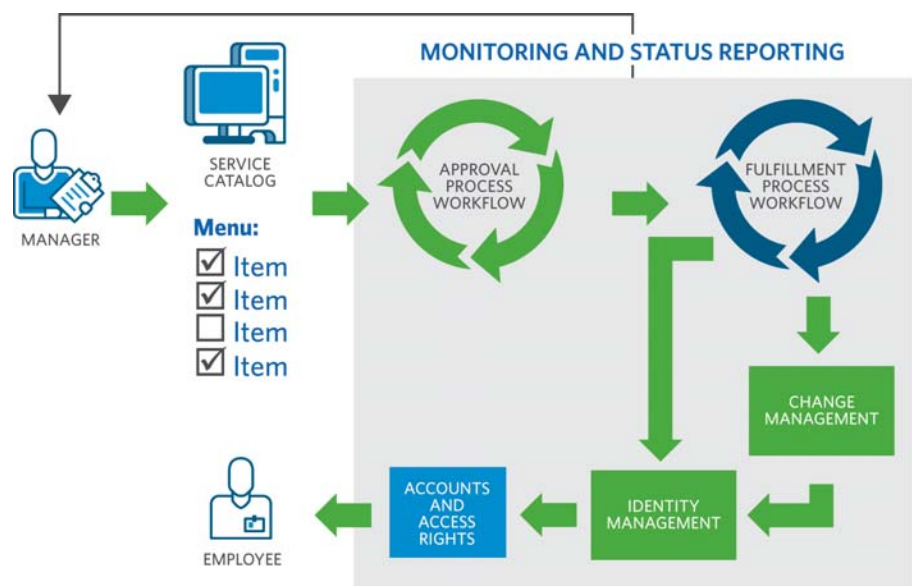 MONITORING AND STATUS REPORTING
MANAGER
SERVICE
CATALOG
Menu:
Item
Item
Item
Item
APPROVAL
PROCESS
WORKFLOW
FULFILLMENT
PROCESS
WORKFLOW
CHANGE
MANAGEMENT
IDENTITY
MANAGEMENT
ACCOUNTS
AND
ACCESS
RIGHTS
EMPLOYEE